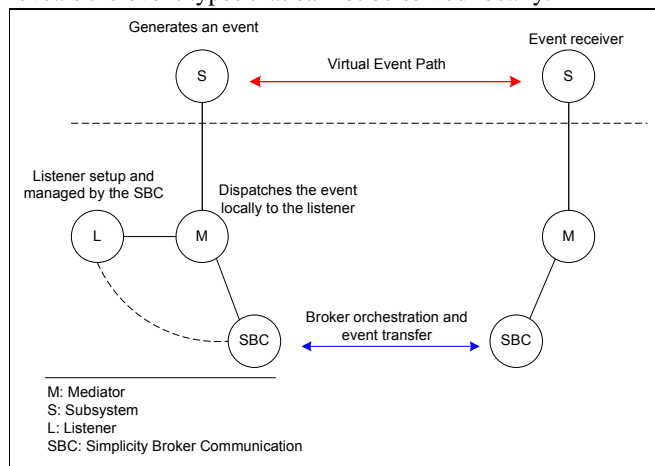 Generates an event
Event receiver
Virtual Event Path
S
S
Listener setup and
managed by the SBC
Dispatches the event
locally to the listener
L
M
M
Broker orchestration and
event transfer
SBC
SBC
M: Mediator
S: Subsystem
L: Listener
SBC: Simplicity Broker Communication